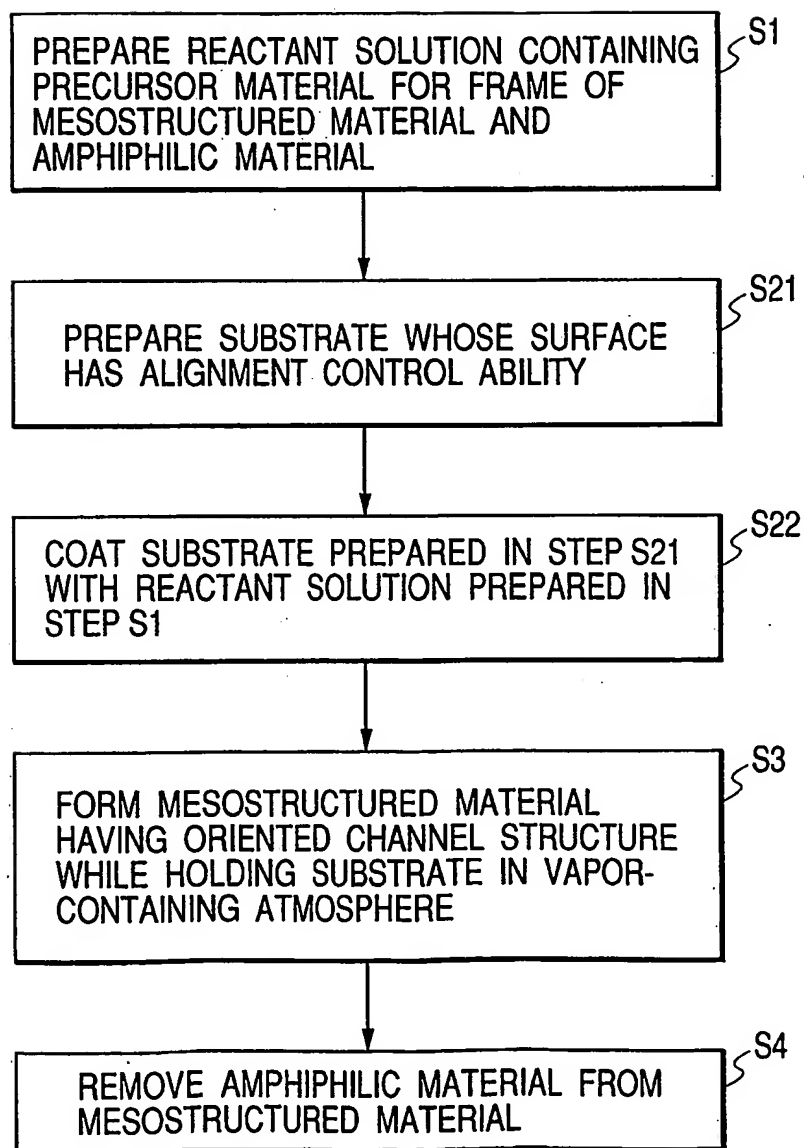 S1
PREPARE REACTANT SOLUTION CONTAINING
PRECURSOR MATERIAL FOR FRAME OF
MESOSTRUCTURED MATERIAL AND
AMPHIPHILIC MATERIAL
S21
PREPARE SUBSTRATE WHOSE SURFACE
HAS ALIGNMENT CONTROL ABILITY
S22
COAT SUBSTRATE PREPARED IN STEP S21
WITH REACTANT SOLUTION PREPARED IN
STEP S1
S3
FORM MESOSTRUCTURED MATERIAL
HAVING ORIENTED CHANNEL STRUCTURE
WHILE HOLDING SUBSTRATE IN VAPOR-
CONTAINING ATMOSPHERE
S4
REMOVE AMPHIPHILIC MATERIAL FROM
MESOSTRUCTURED MATERIAL